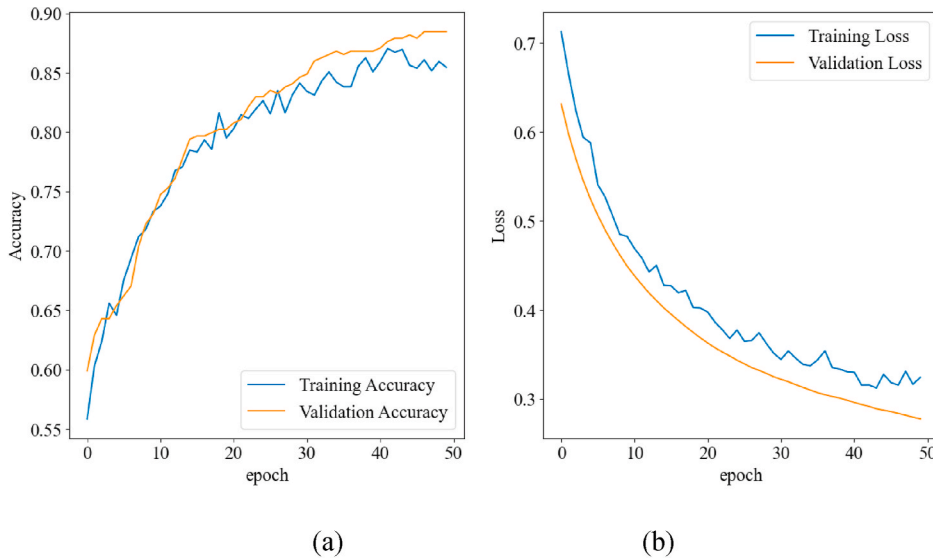 0.90
0.85
0.80
0.75
0.70
0.65
0.60
0.55
Accuracy
0 10 20 30 40 50
epoch
Training Accuracy
Validation Accuracy
(a)
0.7
0.6
0.5
0.4
0.3
Loss
0 10 20 30 40 50
epoch
Training Loss
Validation Loss
(b)